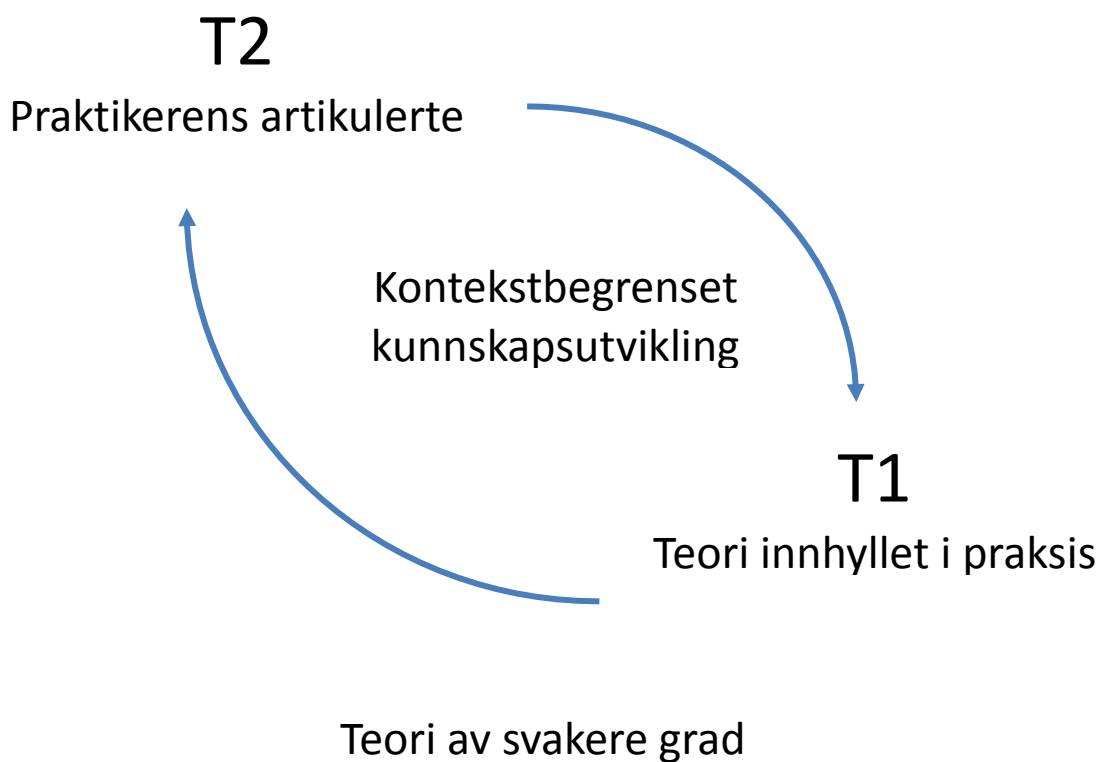 T2
Praktikerens artikulerte
Kontekstbegrenset
kunnskapsutvikling
T1
Teori innhyllet i praksis
Teori av svakere grad